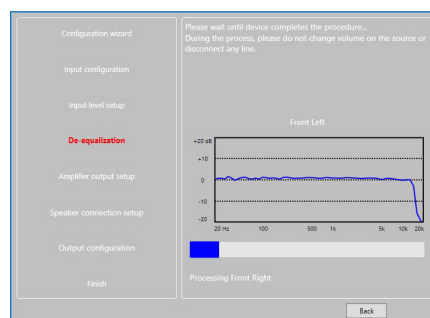 Configuration wizard
Input configuration
Input level setup
De-equalization
Amplifier output setup
Speaker connection setup
Output configuration
Finish
Please wait until device completes the procedure...
During the process, please do not change volume on the source or
disconnect any line.
Front Left
+20 dB
+10
0
-10
-20
20 Hz 100 500 1k 5k 10k 20k
Processing Front Right
Back